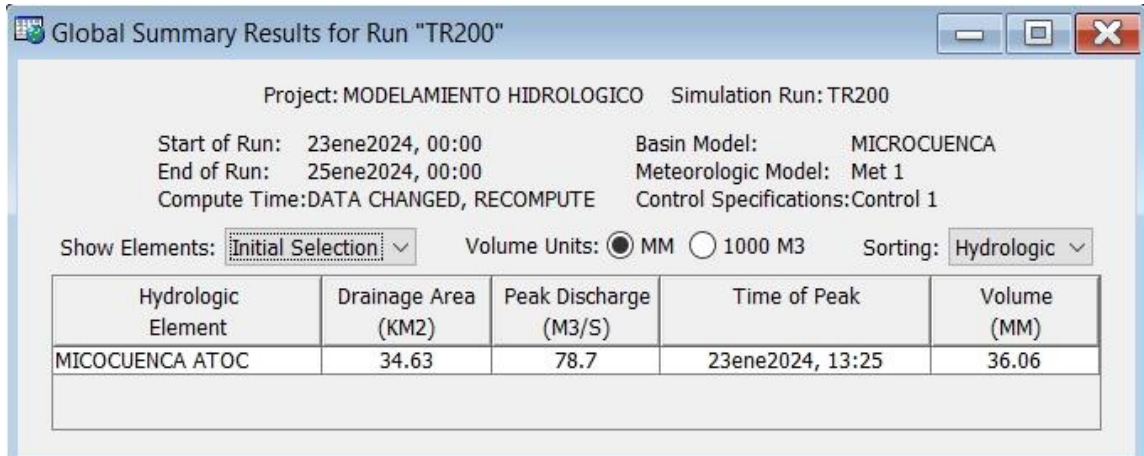 Global Summary Results for Run "TR200"
Project: MODELAMIENTO HIDROLOGICO Simulation Run: TR200
Start of Run: 23ene2024, 00:00 Basin Model: MICROCUENCA
End of Run: 25ene2024, 00:00 Meteorologic Model: Met 1
Compute Time:DATA CHANGED, RECOMPUTE Control Specifications:Control 1
Show Elements: Initial Selection Volume Units: MM 1000 M3 Sorting: Hydrologic
Hydrologic Drainage Area Peak Discharge Time of Peak Volume
Element (KM2) (M3/S) (MM)
MICOCUENCA ATOC 34.63 78.7 23ene2024, 13:25 36.06